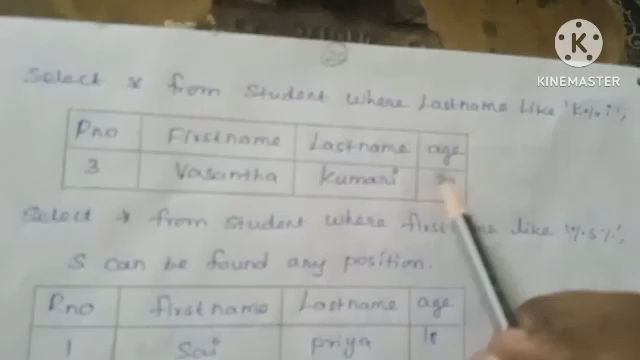 KINEMASTER
Select * from Student where Lastname like 'K%i';
Rno Firstname Lastname age
3 Vasantha Kumari
Select * from Student where like '%s%';
S can be found any position.
Rno firstname Lastname age
1 Sai Priya 18